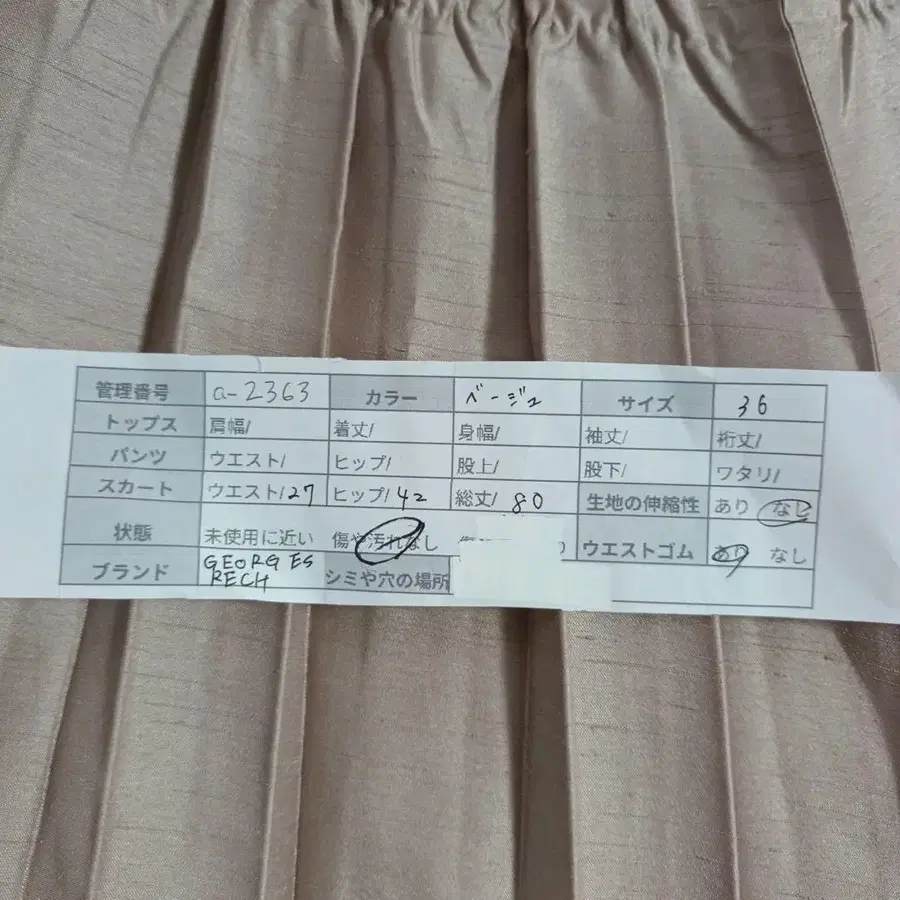 管理番号 a-2363 カラー ベージュ サイズ 36
トップス 肩幅/ 着丈/ 身幅/ 袖丈/ 裄丈/
パンツ ウエスト/ ヒップ/ 股上/ 股下/ ワタリ/
スカート ウエスト/27 ヒップ/42 総丈/80 生地の伸縮性 あり なし
状態 未使用に近い 傷や汚れなし ウエストゴム あり なし
ブランド GEORGES RECH シミや穴の場所